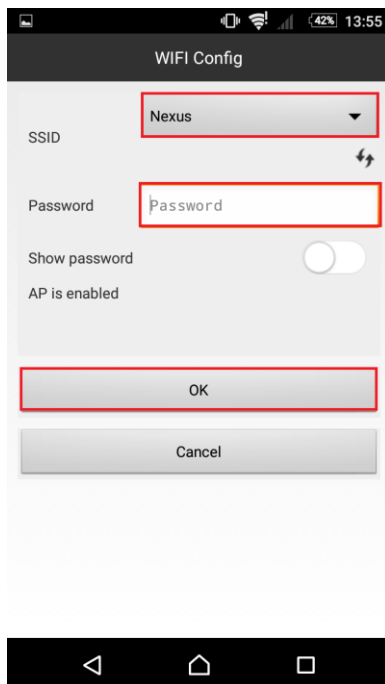 42% 13:55
WIFI Config
SSID Nexus
Password Password
Show password
AP is enabled
OK
Cancel